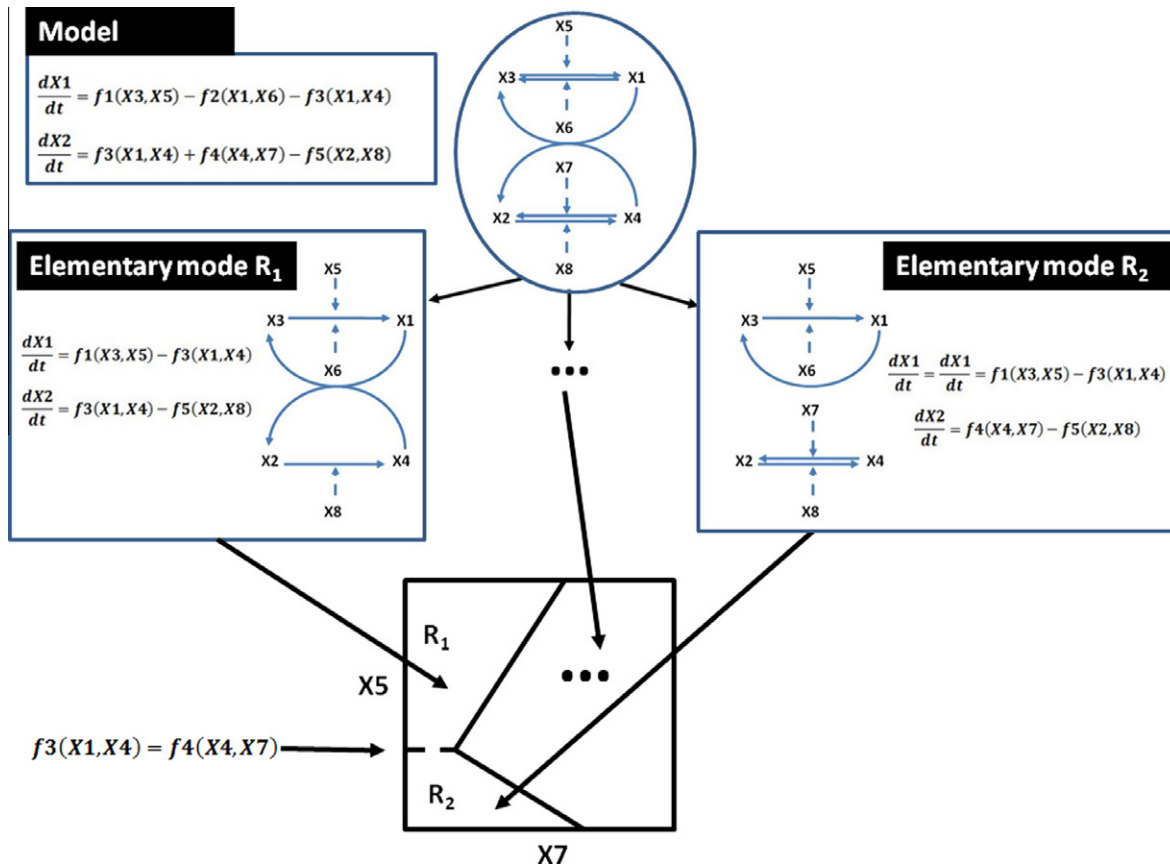 Model
dX1/dt = f1(X3,X5) − f2(X1,X6) − f3(X1,X4)
dX2/dt = f3(X1,X4) + f4(X4,X7) − f5(X2,X8)
X5
X3 X1
X6
X7
X2 X4
X8
Elementary mode R₁
X5
X3 X1
X6
X2 X4
X8
dX1/dt = f1(X3,X5) − f3(X1,X4)
dX2/dt = f3(X1,X4) − f5(X2,X8)
...
Elementary mode R₂
X5
X3 X1
X6
X7
X2 X4
X8
dX1/dt = dX1/dt = f1(X3,X5) − f3(X1,X4)
dX2/dt = f4(X4,X7) − f5(X2,X8)
R₁
...
X5
f3(X1,X4) = f4(X4,X7)
R₂
X7